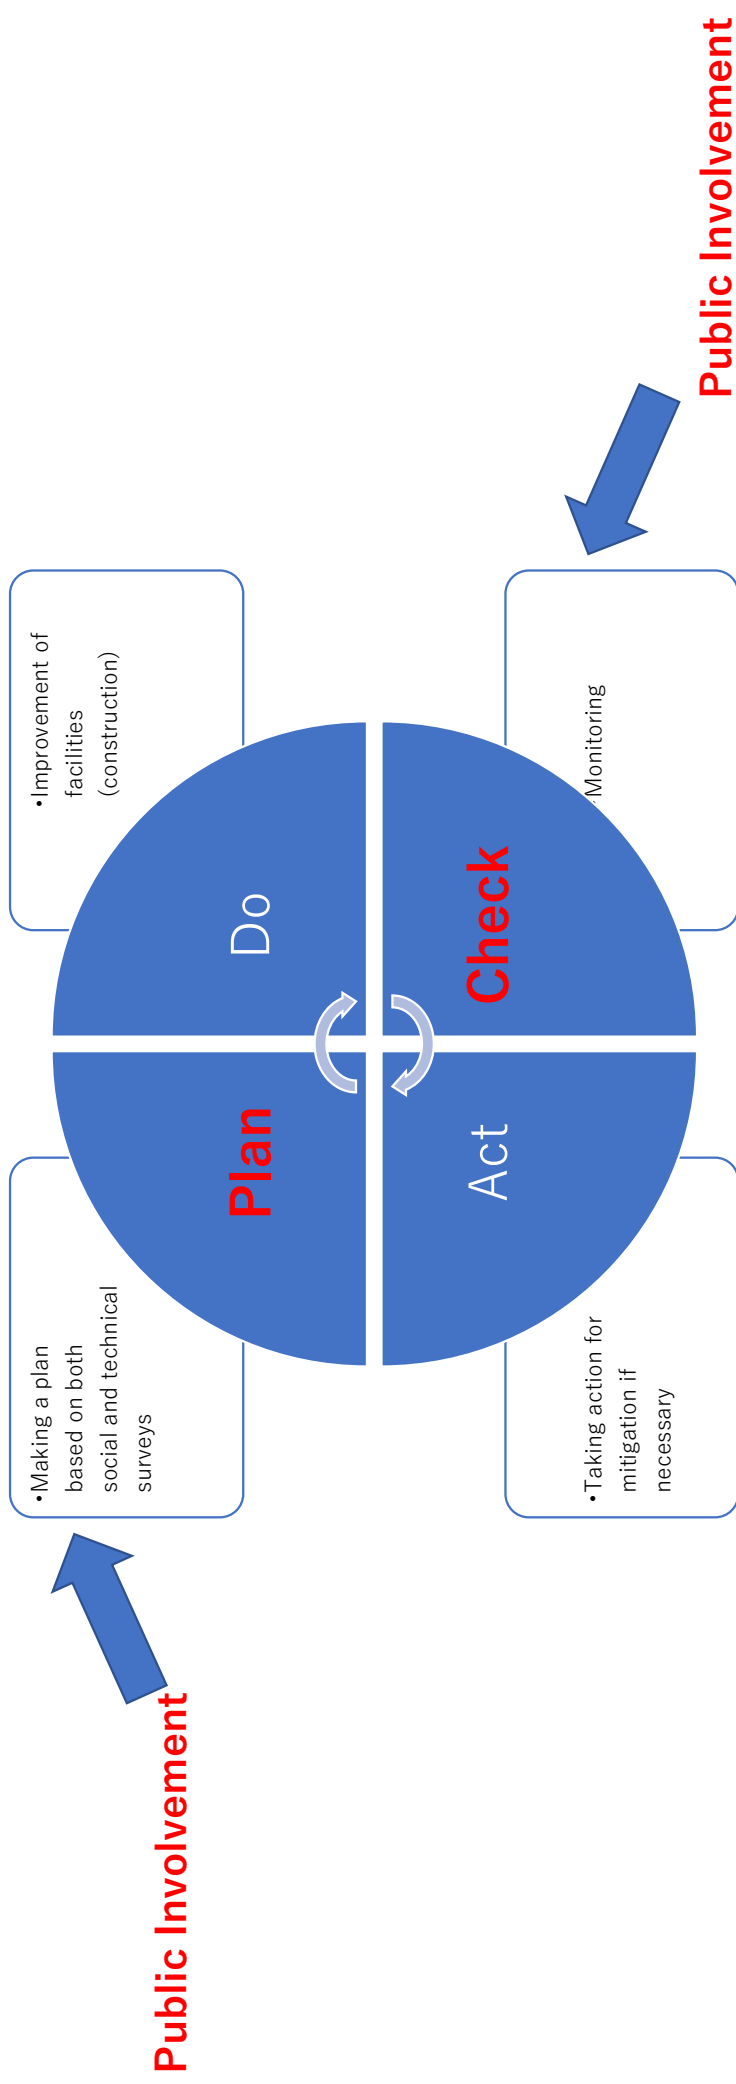 Public Involvement
•Making a plan
based on both
social and technical
surveys
•Improvement of
facilities
(construction)
Plan
Do
Act
Check
•Taking action for
mitigation if
necessary
Monitoring
Public Involvement